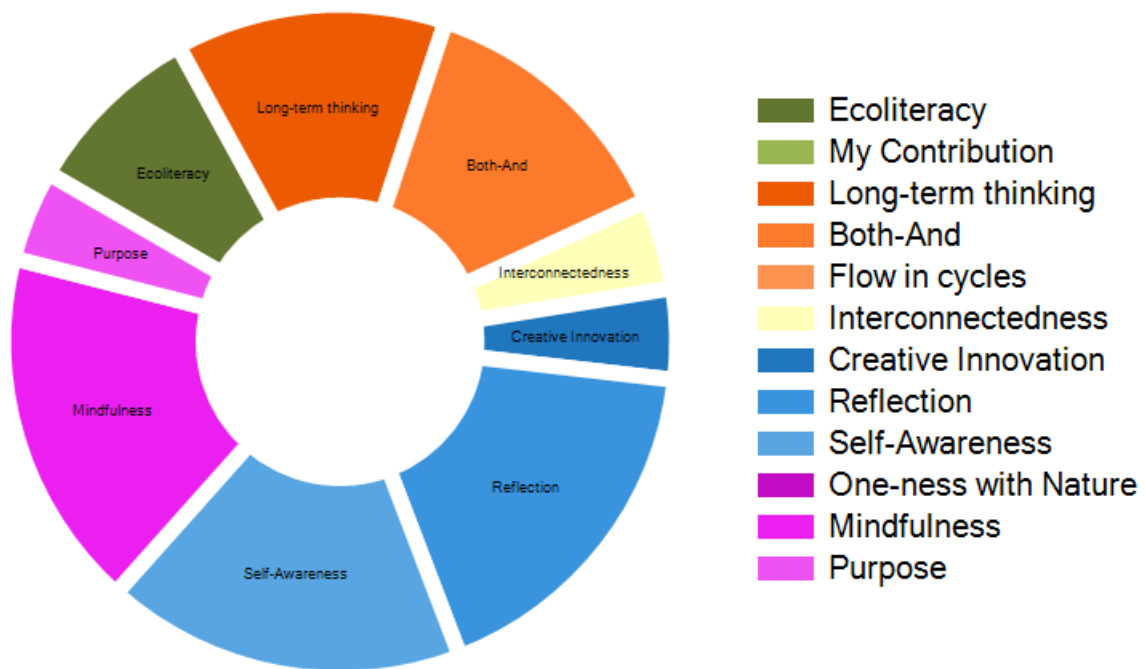 Long-term thinking
Both-And
Ecoliteracy
Purpose
Interconnectedness
Creative Innovation
Mindfulness
Reflection
Self-Awareness
Ecoliteracy
My Contribution
Long-term thinking
Both-And
Flow in cycles
Interconnectedness
Creative Innovation
Reflection
Self-Awareness
One-ness with Nature
Mindfulness
Purpose